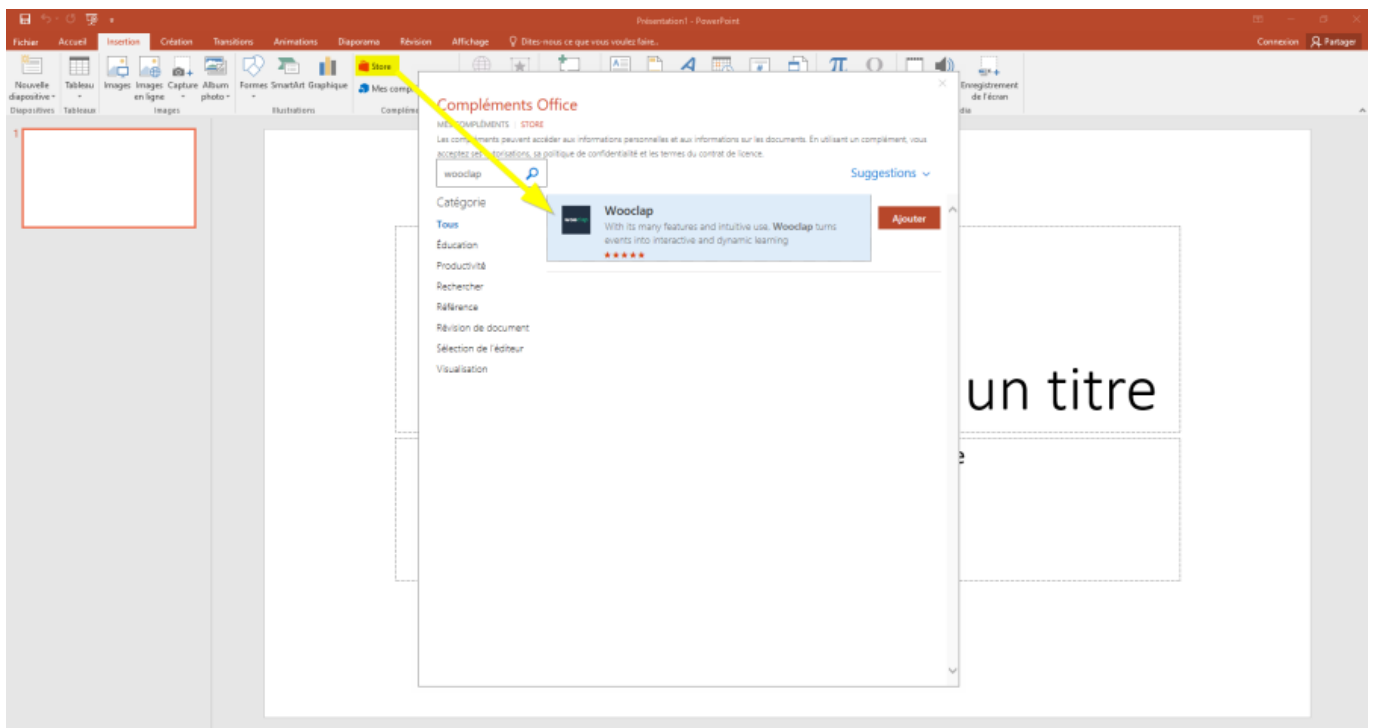 Présentation1 - PowerPoint
Fichier Accueil Insertion Création Transitions Animations Diaporama Révision Affichage Dites-nous ce que vous voulez faire... Connexion Partager
Store
Nouvelle Tableau Images Images Capture Album Formes SmartArt Graphique Mes compl Enregistrement
diapositive en ligne photo de l'écran
Diapositives Tableaux Images Illustrations Compléme dia
Compléments Office
MES COMPLÉMENTS | STORE
Les compléments peuvent accéder aux informations personnelles et aux informations sur les documents. En utilisant un complément, vous
acceptez ses autorisations, sa politique de confidentialité et les termes du contrat de licence.
wooclap
Suggestions
Catégorie
Tous
Éducation
Productivité
Rechercher
Référence
Révision de document
Sélection de l'éditeur
Visualisation
Wooclap
With its many features and intuitive use, Wooclap turns
events into interactive and dynamic learning
Ajouter
1
un titre
e